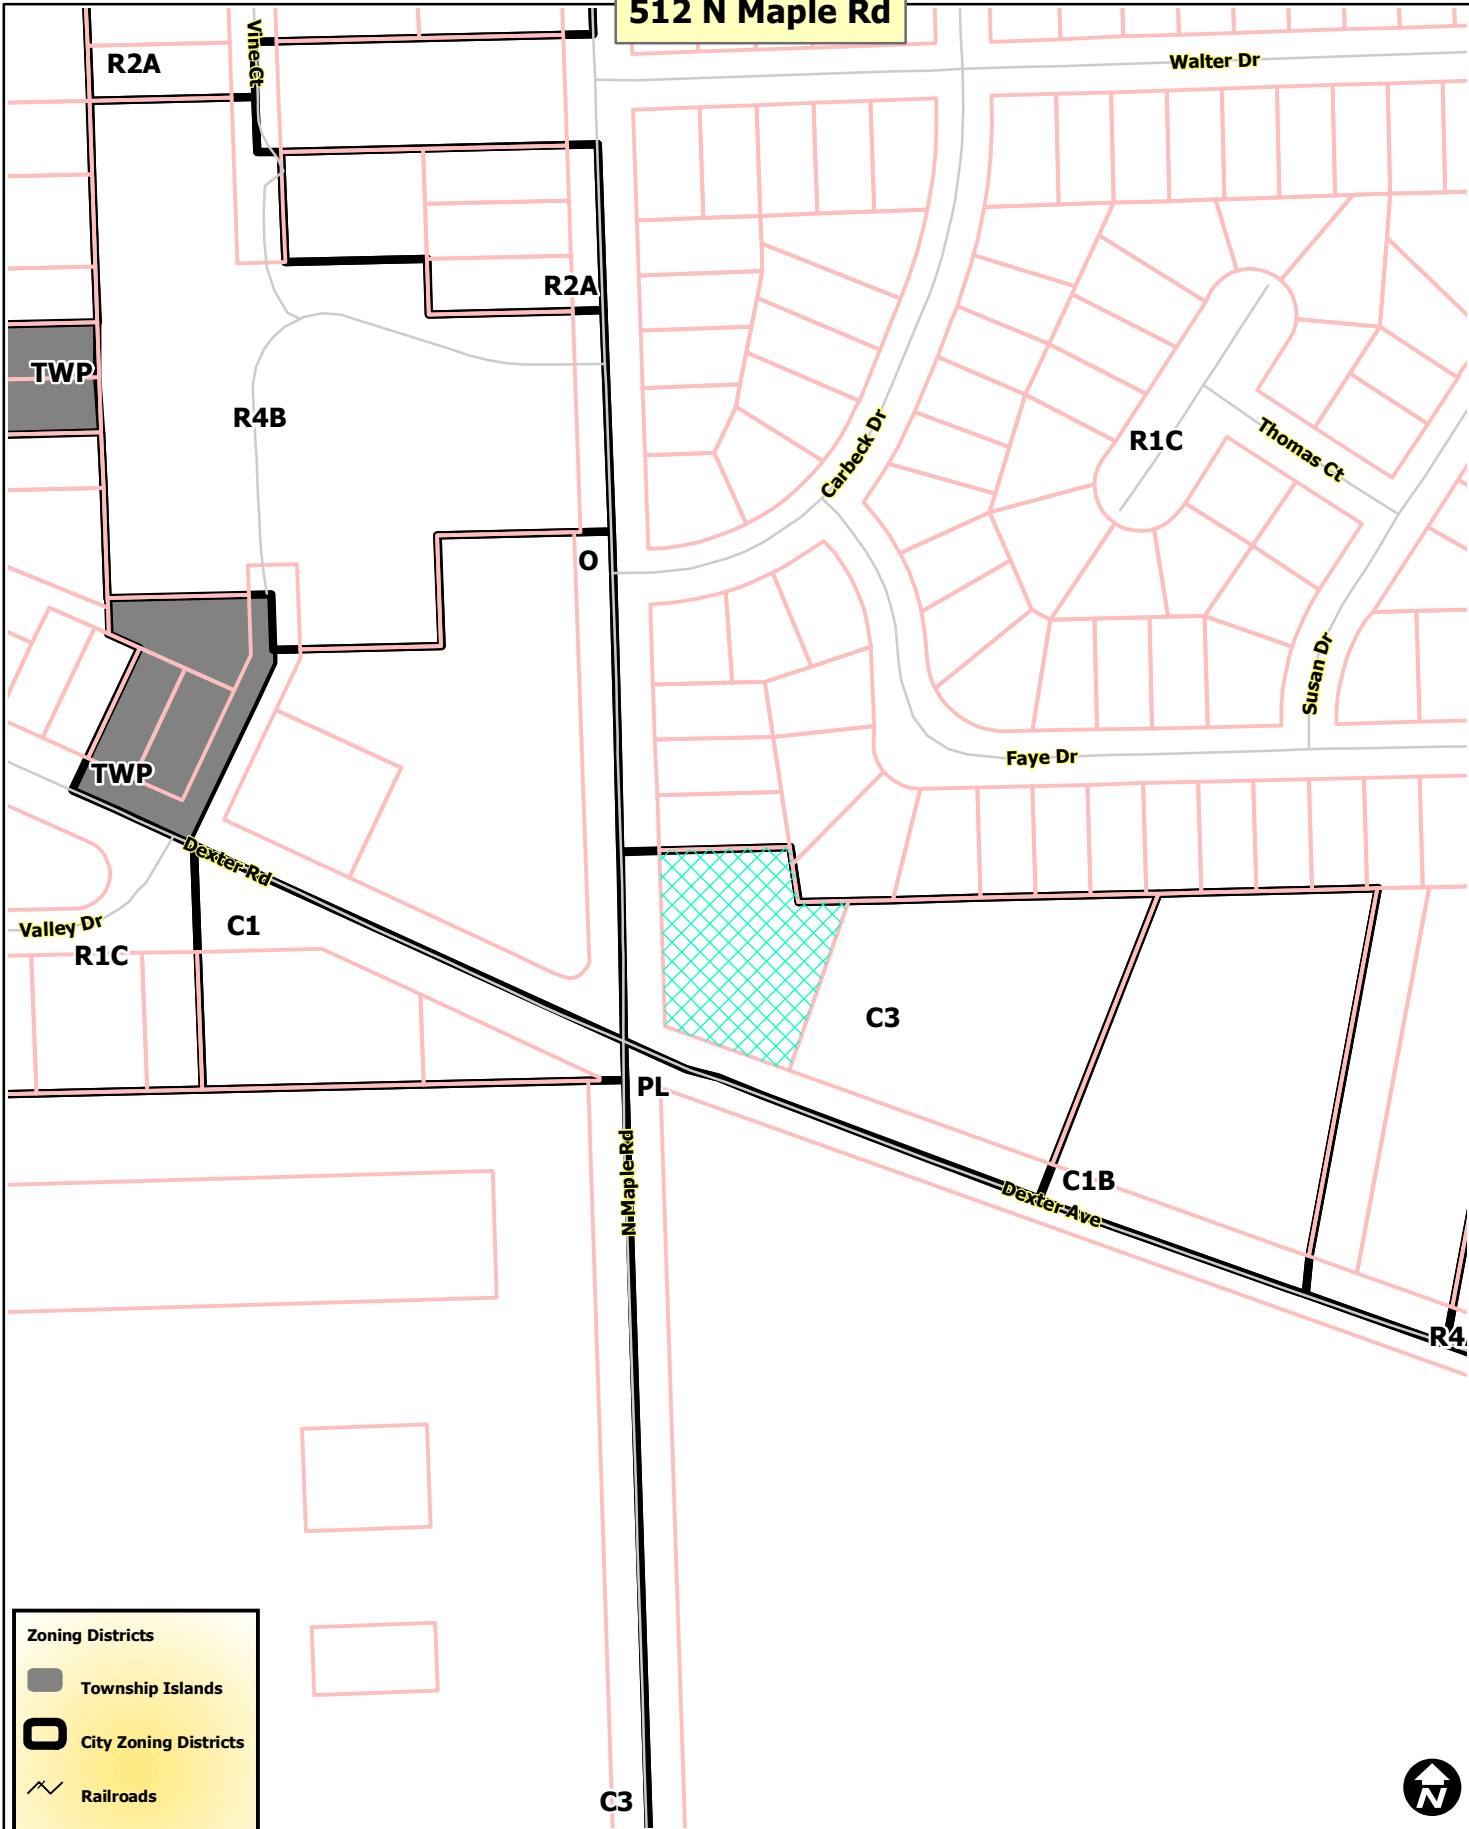 512 N Maple Rd
Vine Ct
R2A
Walter Dr
R2A
TWP
R4B
Carbeck Dr
R1C
Thomas Ct
O
Susan Dr
Faye Dr
TWP
Dexter Rd
Valley Dr
C1
R1C
C3
PL
N Maple Rd
C1B
Dexter Ave
R4
C3
Zoning Districts
Township Islands
City Zoning Districts
Railroads
N